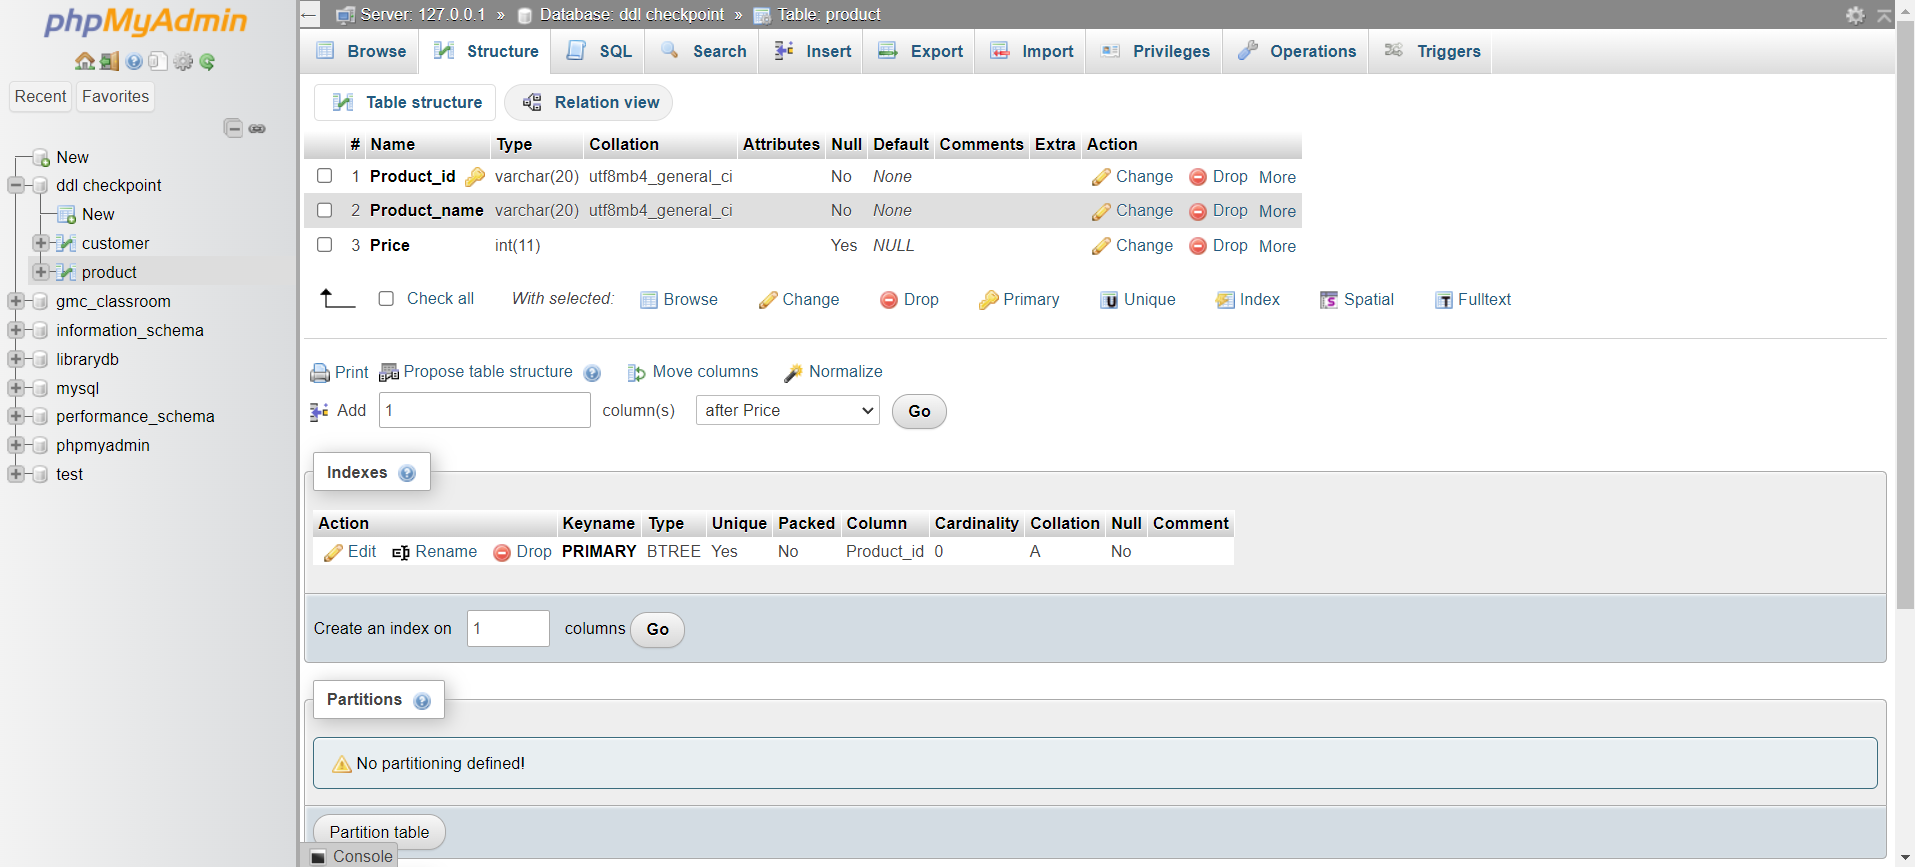 phpMyAdmin
Recent Favorites
New
ddl checkpoint
New
customer
product
gmc_classroom
information_schema
librarydb
mysql
performance_schema
phpmyadmin
test
Server: 127.0.0.1 » Database: ddl checkpoint » Table: product
Browse Structure SQL Search Insert Export Import Privileges Operations Triggers
Table structure Relation view
# Name Type Collation Attributes Null Default Comments Extra Action
1 Product_id varchar(20) utf8mb4_general_ci No None Change Drop More
2 Product_name varchar(20) utf8mb4_general_ci No None Change Drop More
3 Price int(11) Yes NULL Change Drop More
Check all With selected: Browse Change Drop Primary Unique Index Spatial Fulltext
Print Propose table structure Move columns Normalize
Add 1 column(s) after Price Go
Indexes
Action Keyname Type Unique Packed Column Cardinality Collation Null Comment
Edit Rename Drop PRIMARY BTREE Yes No Product_id 0 A No
Create an index on 1 columns Go
Partitions
No partitioning defined!
Partition table
Console